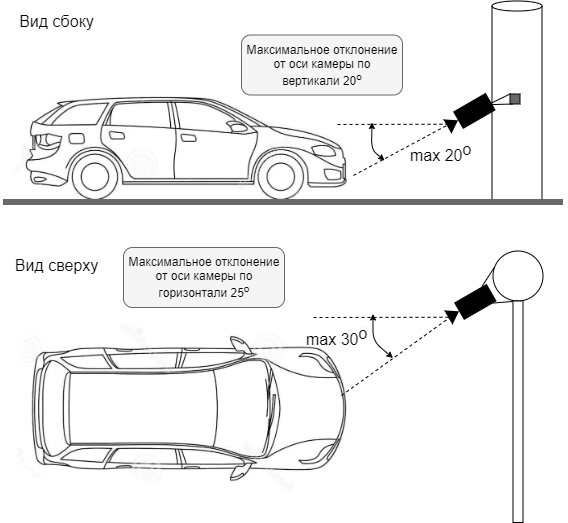 Вид сбоку
Максимальное отклонение
от оси камеры по
вертикали 20°
max 20°
Вид сверху
Максимальное отклонение
от оси камеры по
горизонтали 25°
max 30°